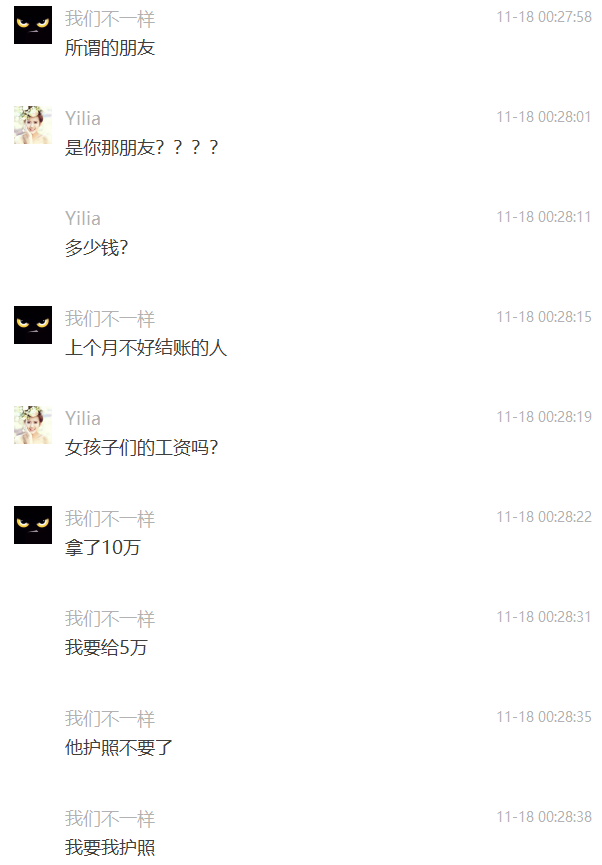 我们不一样 11-18 00:27:58
所谓的朋友
Yilia 11-18 00:28:01
是你那朋友？？？？
Yilia 11-18 00:28:11
多少钱?
我们不一样 11-18 00:28:15
上个月不好结账的人
Yilia 11-18 00:28:19
女孩子们的工资吗?
我们不一样 11-18 00:28:22
拿了10万
我们不一样 11-18 00:28:31
我要给5万
我们不一样 11-18 00:28:35
他护照不要了
我们不一样 11-18 00:28:38
我要我护照